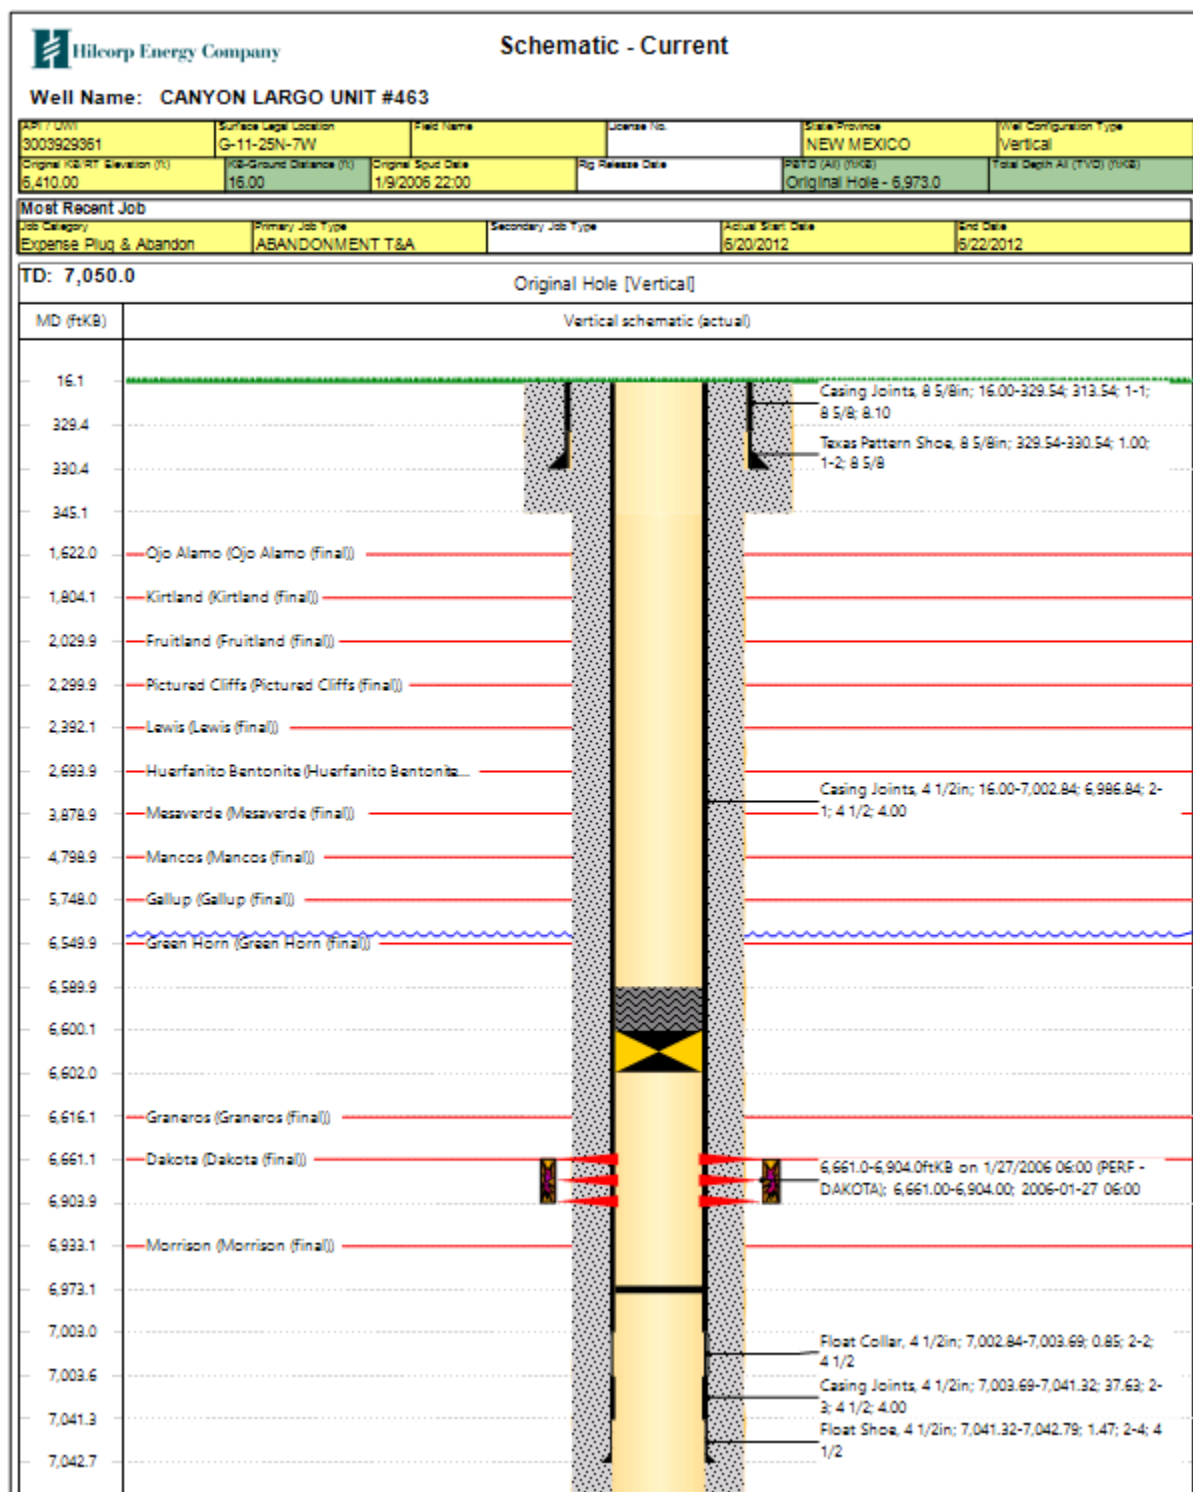 Hilcorp Energy Company
Schematic - Current
Well Name: CANYON LARGO UNIT #463
API / UWI
Surface Legal Location
Field Name
License No.
State/Province
Well Configuration Type
3003929361
G-11-25N-7W
NEW MEXICO
Vertical
Original KB/RT Elevation (ft)
KB-Ground Distance (ft)
Original Spud Date
Rig Release Date
PBTD (All) (ftKB)
Total Depth All (TVD) (ftKB)
6,410.00
16.00
1/9/2006 22:00
Original Hole - 6,973.0
Most Recent Job
Job Category
Primary Job Type
Secondary Job Type
Actual Start Date
End Date
Expense Plug & Abandon
ABANDONMENT T&A
6/20/2012
6/22/2012
TD: 7,050.0
Original Hole [Vertical]
MD (ftKB)
Vertical schematic (actual)
16.1
Casing Joints, 8 5/8in; 16.00-329.54; 313.54; 1-1;
8 5/8; 8.10
329.4
Texas Pattern Shoe, 8 5/8in; 329.54-330.54; 1.00;
1-2; 8 5/8
330.4
345.1
1,622.0
Ojo Alamo (Ojo Alamo (final))
1,804.1
Kirtland (Kirtland (final))
2,029.9
Fruitland (Fruitland (final))
2,299.9
Pictured Cliffs (Pictured Cliffs (final))
2,392.1
Lewis (Lewis (final))
2,693.9
Huerfanito Bentonite (Huerfanito Bentonite...
Casing Joints, 4 1/2in; 16.00-7,002.84; 6,986.84; 2-
1; 4 1/2; 4.00
3,878.9
Mesaverde (Mesaverde (final))
4,798.9
Mancos (Mancos (final))
5,748.0
Gallup (Gallup (final))
6,549.9
Green Horn (Green Horn (final))
6,589.9
6,600.1
6,602.0
6,616.1
Graneros (Graneros (final))
6,661.1
Dakota (Dakota (final))
6,661.0-6,904.0ftKB on 1/27/2006 06:00 (PERF -
DAKOTA); 6,661.00-6,904.00; 2006-01-27 06:00
6,903.9
6,933.1
Morrison (Morrison (final))
6,973.1
7,003.0
Float Collar, 4 1/2in; 7,002.84-7,003.69; 0.85; 2-2;
4 1/2
7,003.6
Casing Joints, 4 1/2in; 7,003.69-7,041.32; 37.63; 2-
3; 4 1/2; 4.00
7,041.3
Float Shoe, 4 1/2in; 7,041.32-7,042.79; 1.47; 2-4; 4
1/2
7,042.7